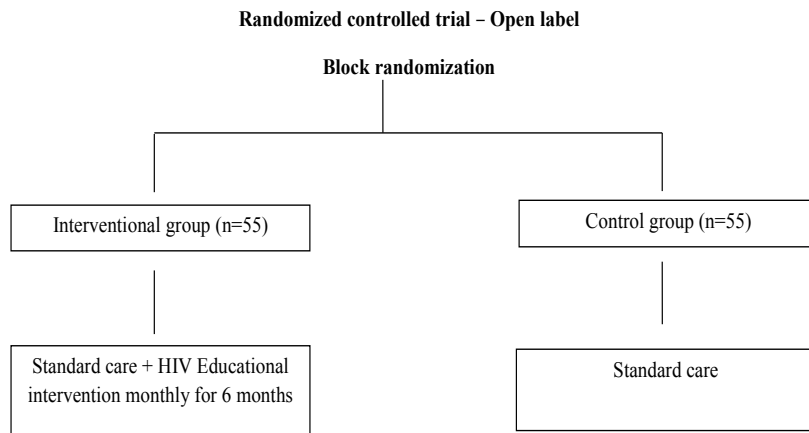 Randomized controlled trial – Open label
Block randomization
Interventional group (n=55)
Control group (n=55)
Standard care + HIV Educational
intervention monthly for 6 months
Standard care